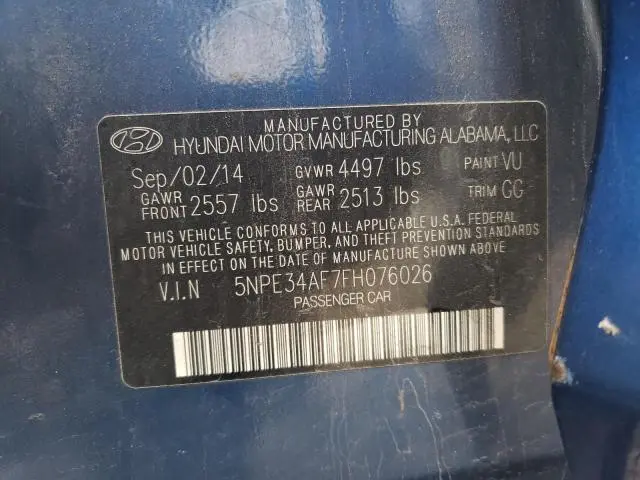 MANUFACTURED BY
HYUNDAI MOTOR MANUFACTURING ALABAMA, LLC
Sep/02/14 GVWR 4497 lbs PAINT VU
GAWR FRONT 2557 lbs GAWR REAR 2513 lbs TRIM GG
THIS VEHICLE CONFORMS TO ALL APPLICABLE U.S.A. FEDERAL
MOTOR VEHICLE SAFETY, BUMPER, AND THEFT PREVENTION STANDARDS
IN EFFECT ON THE DATE OF MANUFACTURE SHOWN ABOVE
V.I.N 5NPE34AF7FH076026
PASSENGER CAR